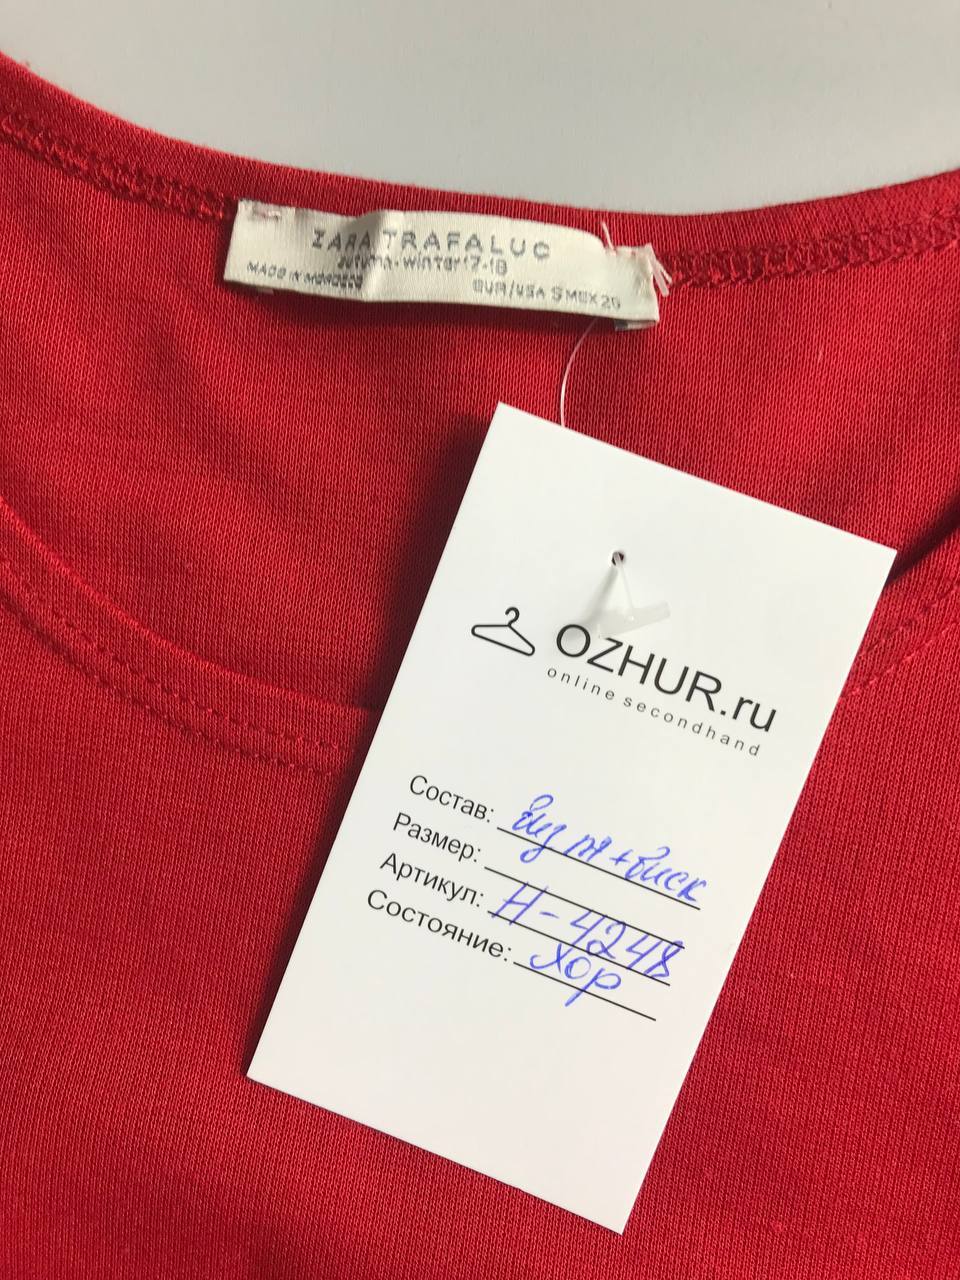 ZARA TRAFALUC
autumn-winter 17-18
MADE IN MOROCCO
EUR/USA S MEX 26
OZHUR.ru
online secondhand
Состав: + виск
Размер:
Артикул: Н-4248
Состояние: хор